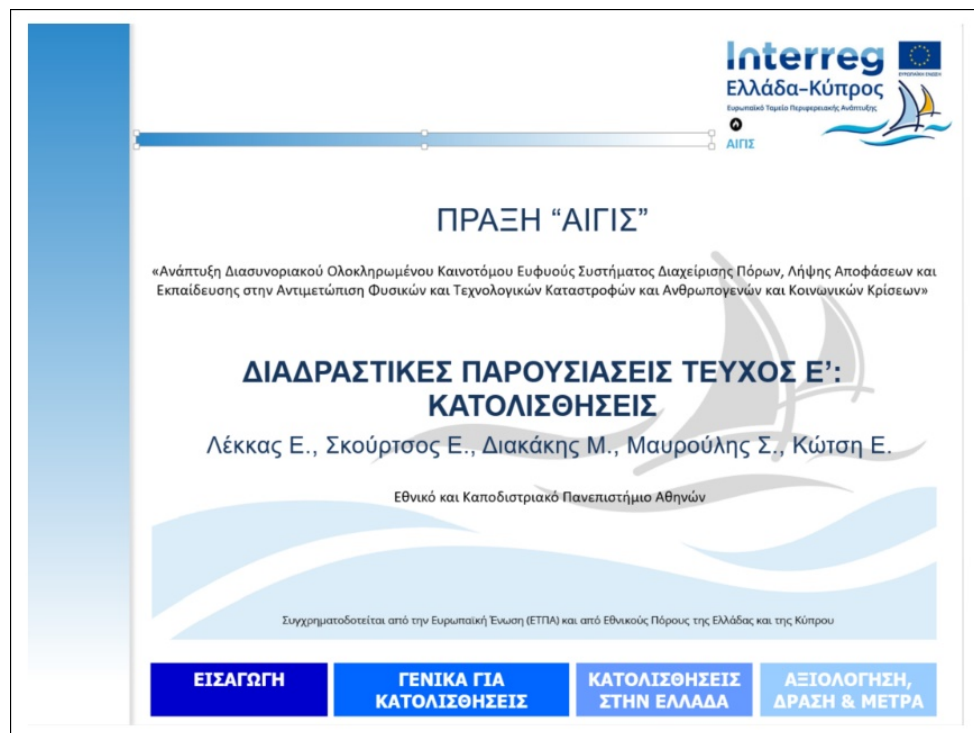 Interreg
ΕΥΡΩΠΑΪΚΗ ΕΝΩΣΗ
Ελλάδα-Κύπρος
Ευρωπαϊκό Ταμείο Περιφερειακής Ανάπτυξης
ΑΙΓΙΣ
ΠΡΑΞΗ “ΑΙΓΙΣ”
«Ανάπτυξη Διασυνοριακού Ολοκληρωμένου Καινοτόμου Ευφυούς Συστήματος Διαχείρισης Πόρων, Λήψης Αποφάσεων και
Εκπαίδευσης στην Αντιμετώπιση Φυσικών και Τεχνολογικών Καταστροφών και Ανθρωπογενών και Κοινωνικών Κρίσεων»
ΔΙΑΔΡΑΣΤΙΚΕΣ ΠΑΡΟΥΣΙΑΣΕΙΣ ΤΕΥΧΟΣ Ε’:
ΚΑΤΟΛΙΣΘΗΣΕΙΣ
Λέκκας Ε., Σκούρτσος Ε., Διακάκης Μ., Μαυρούλης Σ., Κώτση Ε.
Εθνικό και Καποδιστριακό Πανεπιστήμιο Αθηνών
Συγχρηματοδοτείται από την Ευρωπαϊκή Ένωση (ΕΤΠΑ) και από Εθνικούς Πόρους της Ελλάδας και της Κύπρου
ΕΙΣΑΓΩΓΗ
ΓΕΝΙΚΑ ΓΙΑ
ΚΑΤΟΛΙΣΘΗΣΕΙΣ
ΚΑΤΟΛΙΣΘΗΣΕΙΣ
ΣΤΗΝ ΕΛΛΑΔΑ
ΑΞΙΟΛΟΓΗΣΗ,
ΔΡΑΣΗ & ΜΕΤΡΑ